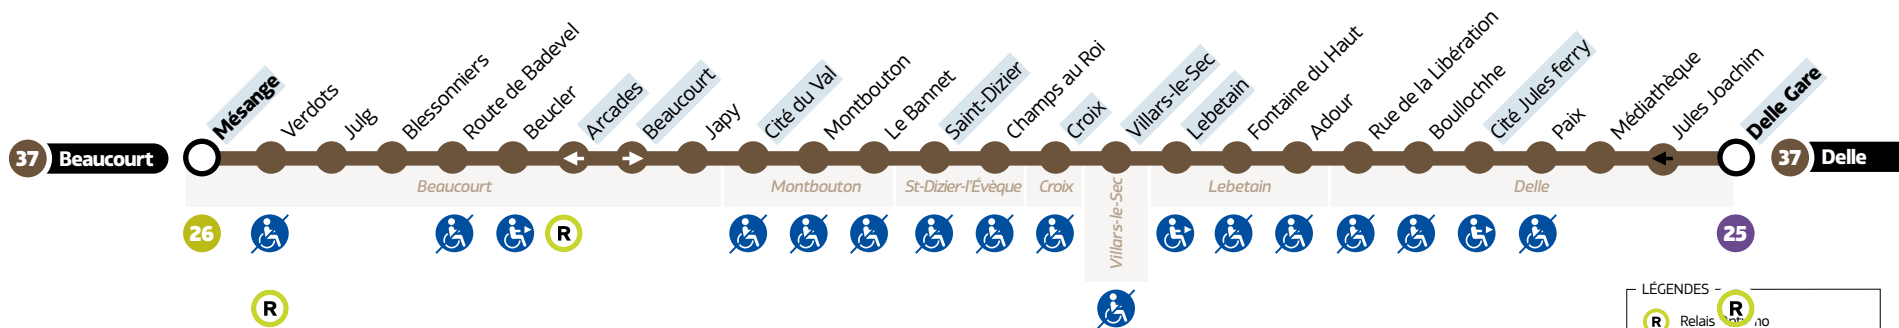 37 Beaucourt
Mésange
Verdots
Julg
Blessonniers
Route de Badevel
Beucler
Arcades
Beaucourt
Japy
Cité du Val
Montbouton
Le Bannet
Saint-Dizier
Champs au Roi
Croix
Villars-le-Sec
Lebetain
Fontaine du Haut
Adour
Rue de la Libération
Boullochhe
Cité Jules ferry
Paix
Médiathèque
Jules Joachim
Delle Gare
37 Delle
Beaucourt
Montbouton
St-Dizier-l'Évèque
Croix
Villars-le-Sec
Lebetain
Delle
26
R
25
R
LÉGENDES
R
R Relais